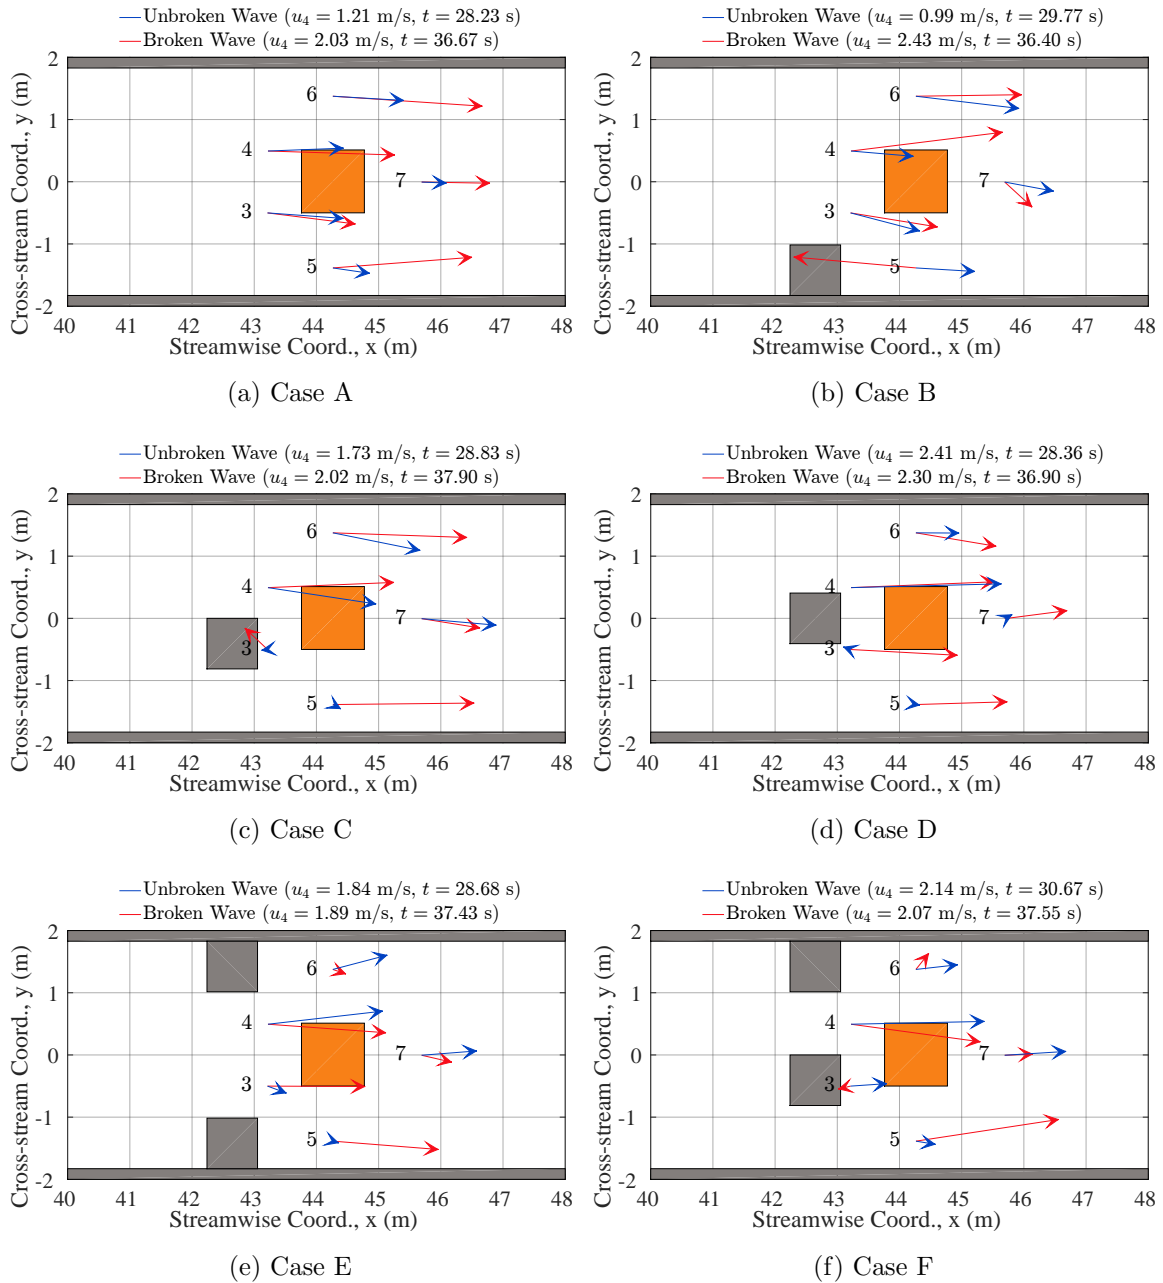 Unbroken Wave (u4 = 1.21 m/s, t = 28.23 s)
Broken Wave (u4 = 2.03 m/s, t = 36.67 s)
Cross-stream Coord., y (m)
2
1
0
-1
-2
6
4
7
3
5
40 41 42 43 44 45 46 47 48
Streamwise Coord., x (m)
(a) Case A
Unbroken Wave (u4 = 0.99 m/s, t = 29.77 s)
Broken Wave (u4 = 2.43 m/s, t = 36.40 s)
Cross-stream Coord., y (m)
2
1
0
-1
-2
6
4
7
3
5
40 41 42 43 44 45 46 47 48
Streamwise Coord., x (m)
(b) Case B
Unbroken Wave (u4 = 1.73 m/s, t = 28.83 s)
Broken Wave (u4 = 2.02 m/s, t = 37.90 s)
Cross-stream Coord., y (m)
2
1
0
-1
-2
6
4
7
3
5
40 41 42 43 44 45 46 47 48
Streamwise Coord., x (m)
(c) Case C
Unbroken Wave (u4 = 2.41 m/s, t = 28.36 s)
Broken Wave (u4 = 2.30 m/s, t = 36.90 s)
Cross-stream Coord., y (m)
2
1
0
-1
-2
6
4
7
3
5
40 41 42 43 44 45 46 47 48
Streamwise Coord., x (m)
(d) Case D
Unbroken Wave (u4 = 1.84 m/s, t = 28.68 s)
Broken Wave (u4 = 1.89 m/s, t = 37.43 s)
Cross-stream Coord., y (m)
2
1
0
-1
-2
6
4
7
3
5
40 41 42 43 44 45 46 47 48
Streamwise Coord., x (m)
(e) Case E
Unbroken Wave (u4 = 2.14 m/s, t = 30.67 s)
Broken Wave (u4 = 2.07 m/s, t = 37.55 s)
Cross-stream Coord., y (m)
2
1
0
-1
-2
6
4
7
3
5
40 41 42 43 44 45 46 47 48
Streamwise Coord., x (m)
(f) Case F